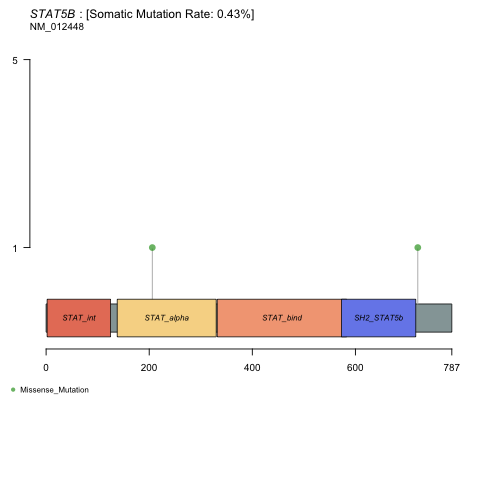 STAT5B : [Somatic Mutation Rate: 0.43%]
NM_012448
5
1
STAT_int
STAT_alpha
STAT_bind
SH2_STAT5b
0
200
400
600
787
Missense_Mutation